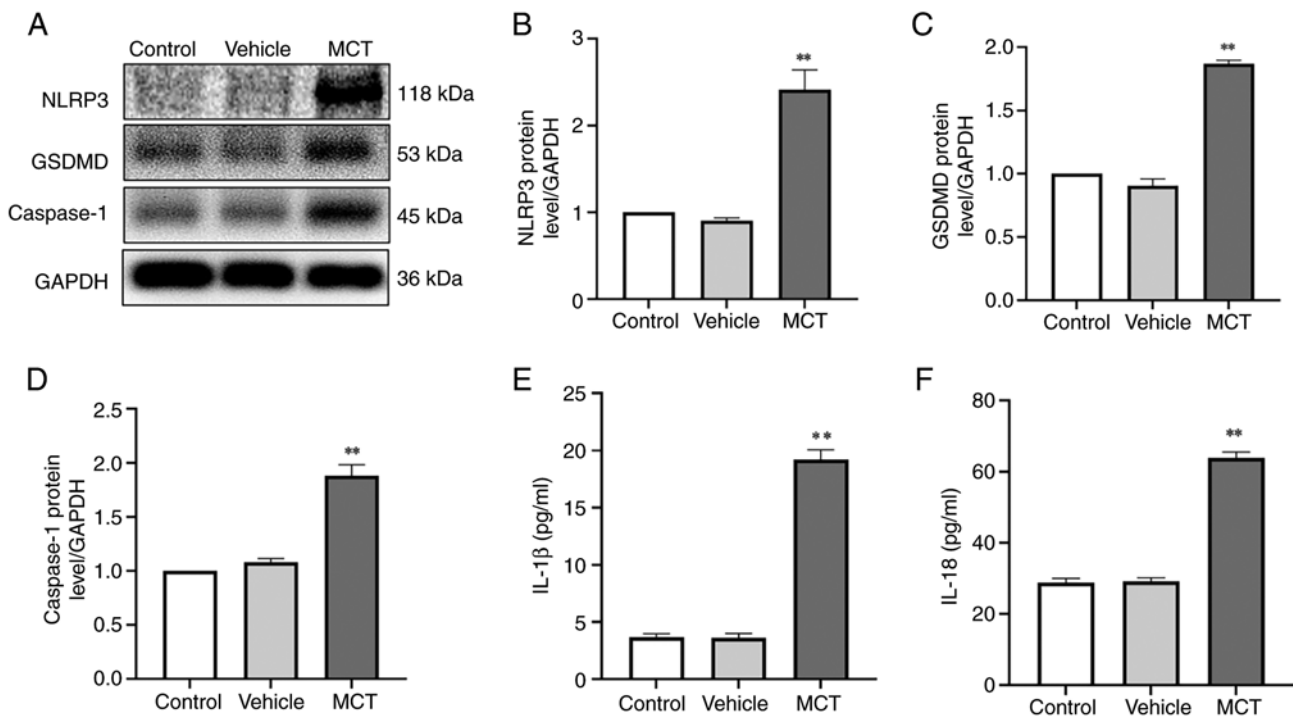 A
Control Vehicle MCT
NLRP3 118 kDa
GSDMD 53 kDa
Caspase-1 45 kDa
GAPDH 36 kDa
B
NLRP3 protein
level/GAPDH
3
2
1
0
**
Control Vehicle MCT
C
GSDMD protein
level/GAPDH
2.0
1.5
1.0
0.5
0.0
**
Control Vehicle MCT
D
Caspase-1 protein
level/GAPDH
2.5
2.0
1.5
1.0
0.5
0.0
**
Control Vehicle MCT
E
IL-1β (pg/ml)
25
20
15
10
5
0
**
Control Vehicle MCT
F
IL-18 (pg/ml)
80
60
40
20
0
**
Control Vehicle MCT